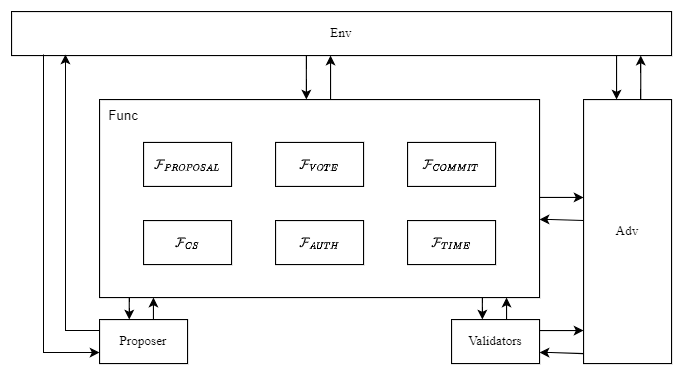 Env
Func
ℱPROPOSAL
ℱVOTE
ℱCOMMIT
ℱCS
ℱAUTH
ℱTIME
Adv
Proposer
Validators